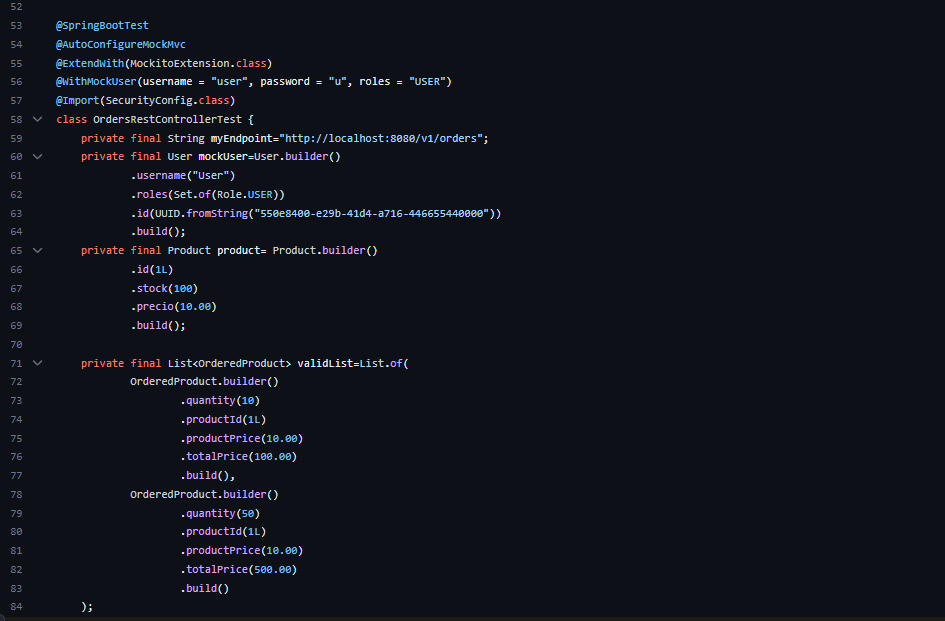 52
53 @SpringBootTest
54 @AutoConfigureMockMvc
55 @ExtendWith(MockitoExtension.class)
56 @WithMockUser(username = "user", password = "u", roles = "USER")
57 @Import(SecurityConfig.class)
58 class OrdersRestControllerTest {
59     private final String myEndpoint="http://localhost:8080/v1/orders";
60     private final User mockUser=User.builder()
61             .username("User")
62             .roles(Set.of(Role.USER))
63             .id(UUID.fromString("550e8400-e29b-41d4-a716-446655440000"))
64             .build();
65     private final Product product= Product.builder()
66             .id(1L)
67             .stock(100)
68             .precio(10.00)
69             .build();
70
71     private final List<OrderedProduct> validList=List.of(
72             OrderedProduct.builder()
73                     .quantity(10)
74                     .productId(1L)
75                     .productPrice(10.00)
76                     .totalPrice(100.00)
77                     .build(),
78             OrderedProduct.builder()
79                     .quantity(50)
80                     .productId(1L)
81                     .productPrice(10.00)
82                     .totalPrice(500.00)
83                     .build()
84     );